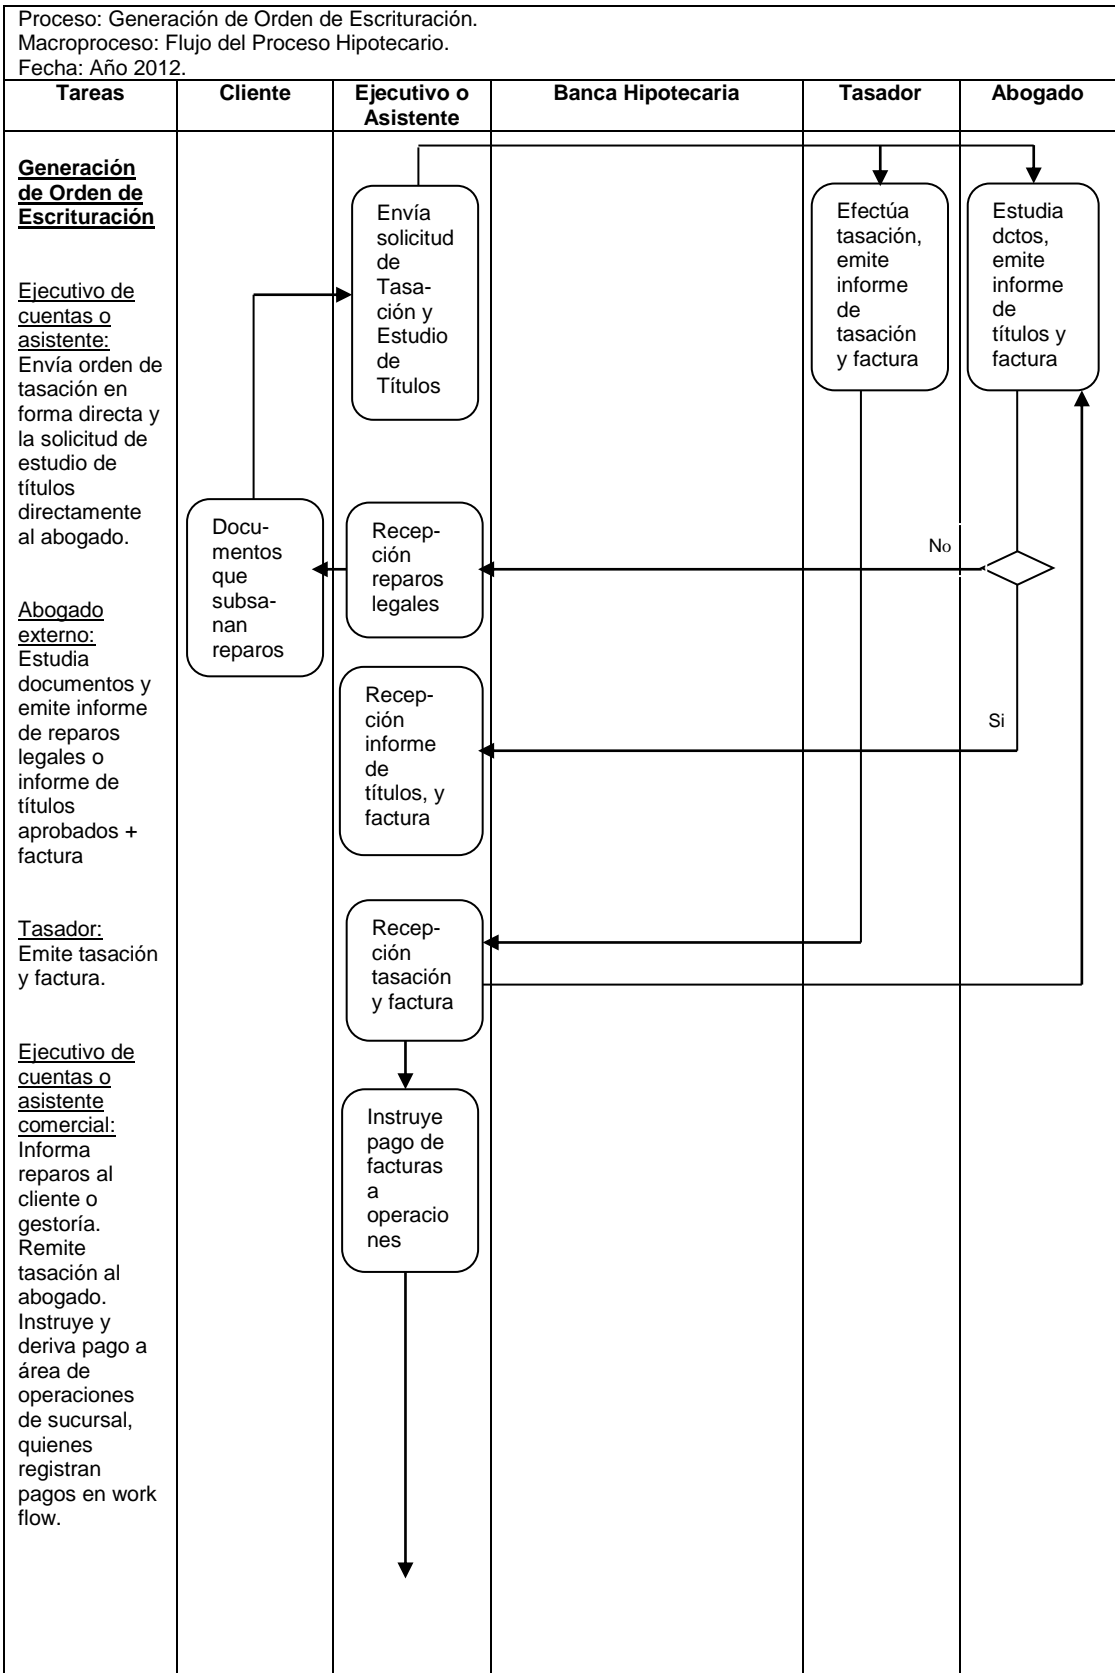 Proceso: Generación de Orden de Escrituración.
Macroproceso: Flujo del Proceso Hipotecario.
Fecha: Año 2012.
Tareas
Cliente
Ejecutivo o
Asistente
Banca Hipotecaria
Tasador
Abogado
Generación
de Orden de
Escrituración
Ejecutivo de
cuentas o
asistente:
Envía orden de
tasación en
forma directa y
la solicitud de
estudio de
títulos
directamente
al abogado.
Abogado
externo:
Estudia
documentos y
emite informe
de reparos
legales o
informe de
títulos
aprobados +
factura
Tasador:
Emite tasación
y factura.
Ejecutivo de
cuentas o
asistente
comercial:
Informa
reparos al
cliente o
gestoría.
Remite
tasación al
abogado.
Instruye y
deriva pago a
área de
operaciones
de sucursal,
quienes
registran
pagos en work
flow.
Docu-
mentos
que
subsa-
nan
reparos
Envía
solicitud
de
Tasa-
ción y
Estudio
de
Títulos
Recep-
ción
reparos
legales
Recep-
ción
informe
de
títulos, y
factura
Recep-
ción
tasación
y factura
Instruye
pago de
facturas
a
operacio
nes
Efectúa
tasación,
emite
informe
de
tasación
y factura
Estudia
dctos,
emite
informe
de
títulos y
factura
No
Si